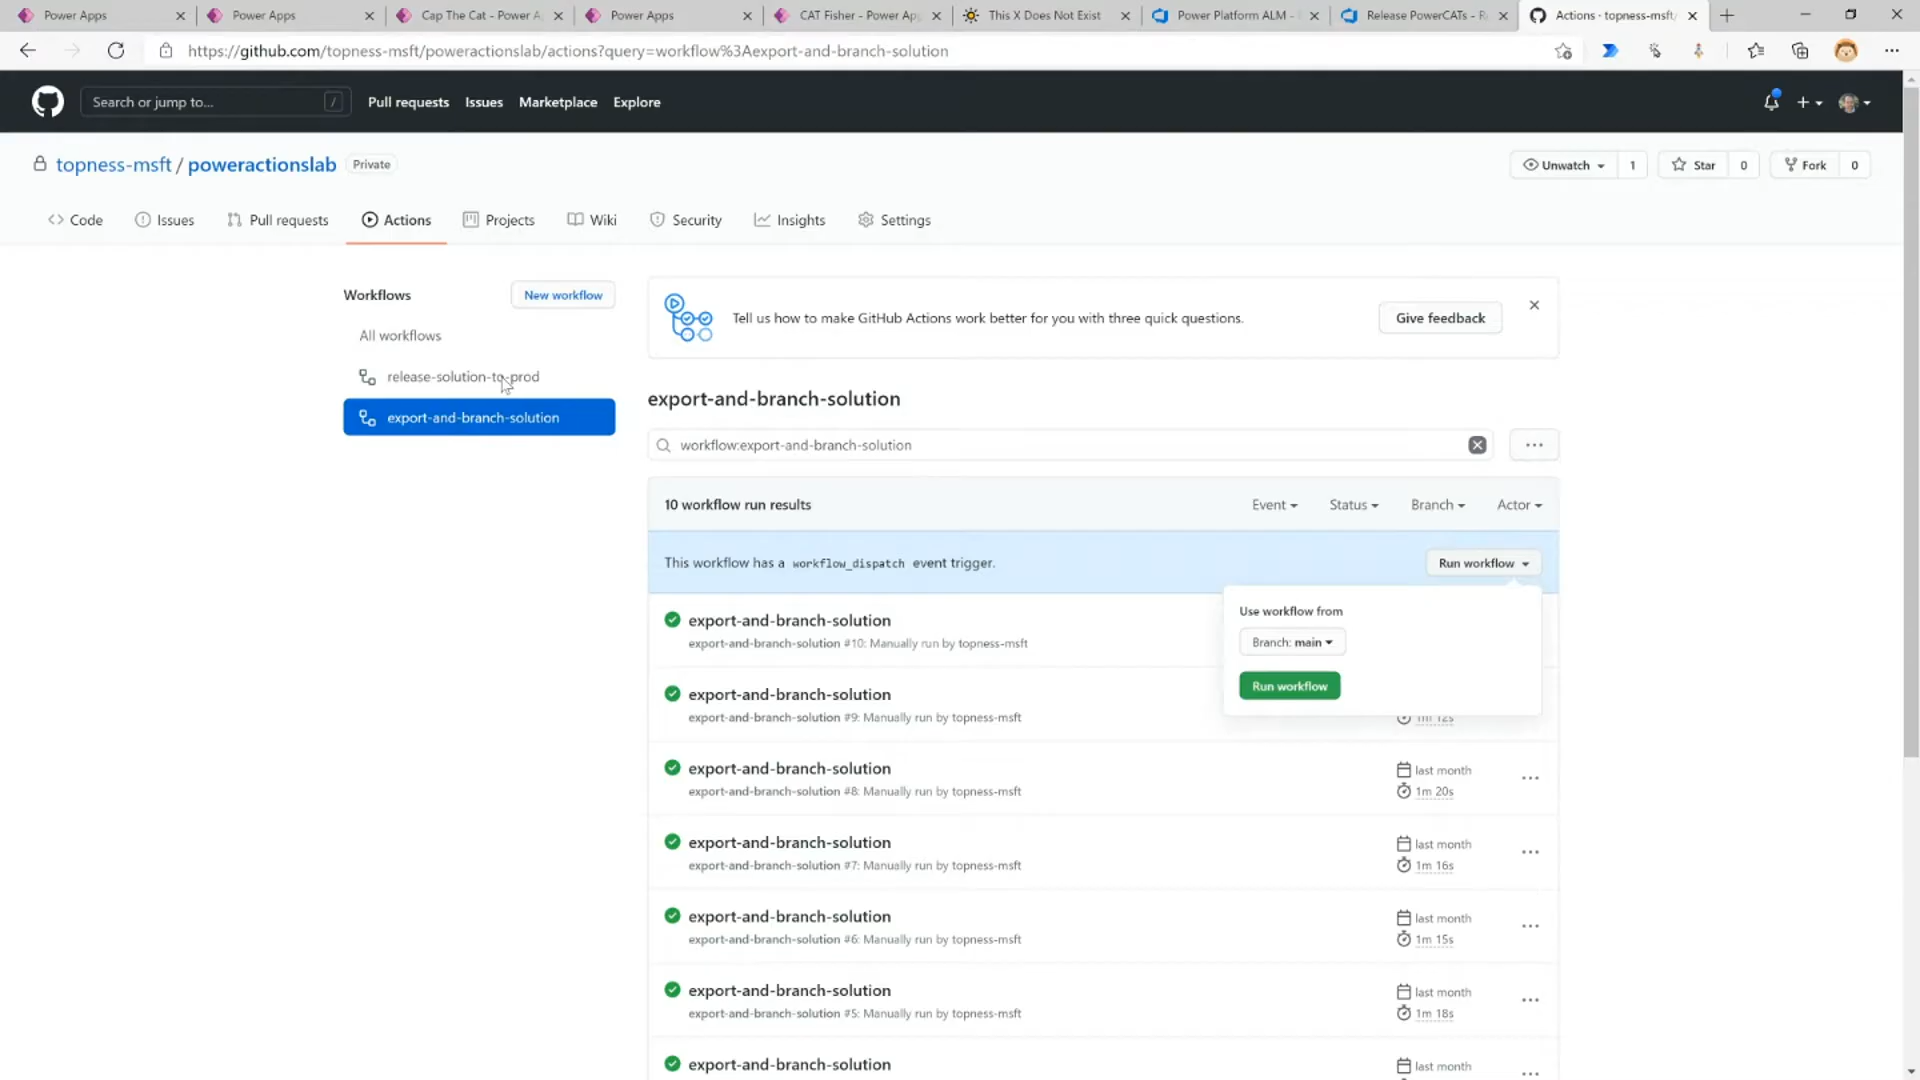 Power Apps
Power Apps
Cap The Cat - Power A
Power Apps
CAT Fisher - Power Ap
This X Does Not Exist
Power Platform ALM -
Release PowerCATs -
Actions · topness-msft/
https://github.com/topness-msft/poweractionslab/actions?query=workflow%3Aexport-and-branch-solution
Search or jump to...
/
Pull requests
Issues
Marketplace
Explore
topness-msft / poweractionslab
Private
Unwatch
1
Star
0
Fork
0
Code
Issues
Pull requests
Actions
Projects
Wiki
Security
Insights
Settings
Workflows
New workflow
All workflows
release-solution-to-prod
export-and-branch-solution
Tell us how to make GitHub Actions work better for you with three quick questions.
Give feedback
export-and-branch-solution
workflow:export-and-branch-solution
10 workflow run results
Event
Status
Branch
Actor
This workflow has a workflow_dispatch event trigger.
Run workflow
Use workflow from
Branch: main
Run workflow
export-and-branch-solution
export-and-branch-solution #10: Manually run by topness-msft
export-and-branch-solution
export-and-branch-solution #9: Manually run by topness-msft
1m 12s
export-and-branch-solution
export-and-branch-solution #8: Manually run by topness-msft
last month
1m 20s
export-and-branch-solution
export-and-branch-solution #7: Manually run by topness-msft
last month
1m 16s
export-and-branch-solution
export-and-branch-solution #6: Manually run by topness-msft
last month
1m 15s
export-and-branch-solution
export-and-branch-solution #5: Manually run by topness-msft
last month
1m 18s
export-and-branch-solution
last month